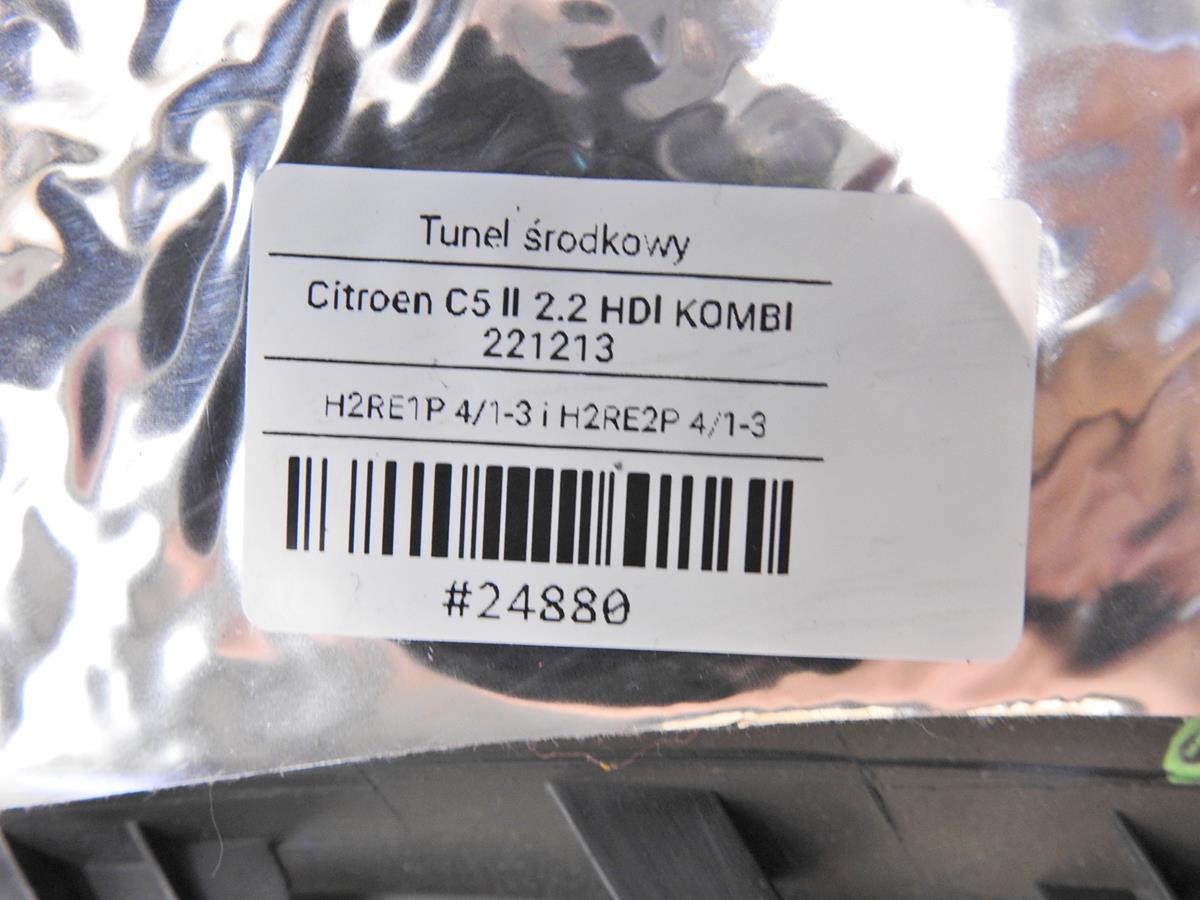 Tunel środkowy
Citroen C5 II 2.2 HDI KOMBI
221213
H2RE1P 4/1-3 i H2RE2P 4/1-3
#24880